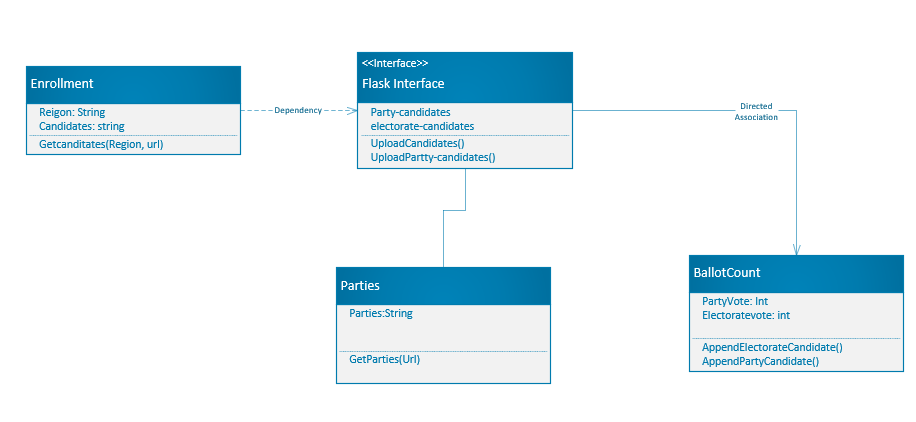 Enrollment
Reigon: String
Candidates: string
Getcanditates(Region, url)
Dependency
<<Interface>>
Flask Interface
Party-candidates
electorate-candidates
UploadCandidates()
UploadPartty-candidates()
Directed
Association
Parties
Parties:String
GetParties(Url)
BallotCount
PartyVote: Int
Electoratevote: int
AppendElectorateCandidate()
AppendPartyCandidate()